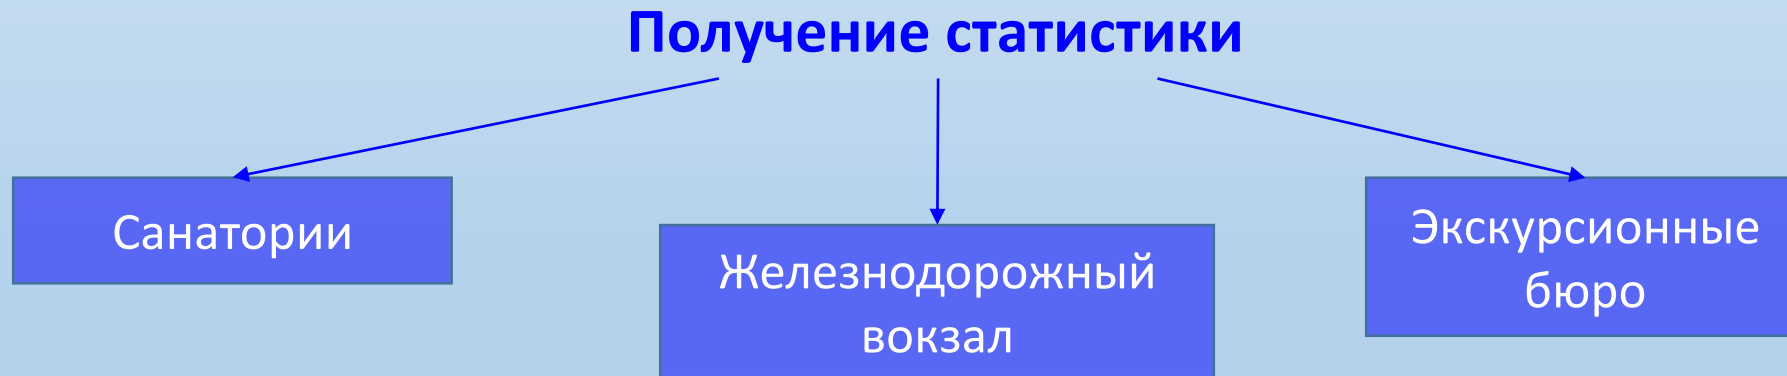 Получение статистики
Санатории
Железнодорожный
вокзал
Экскурсионные
бюро